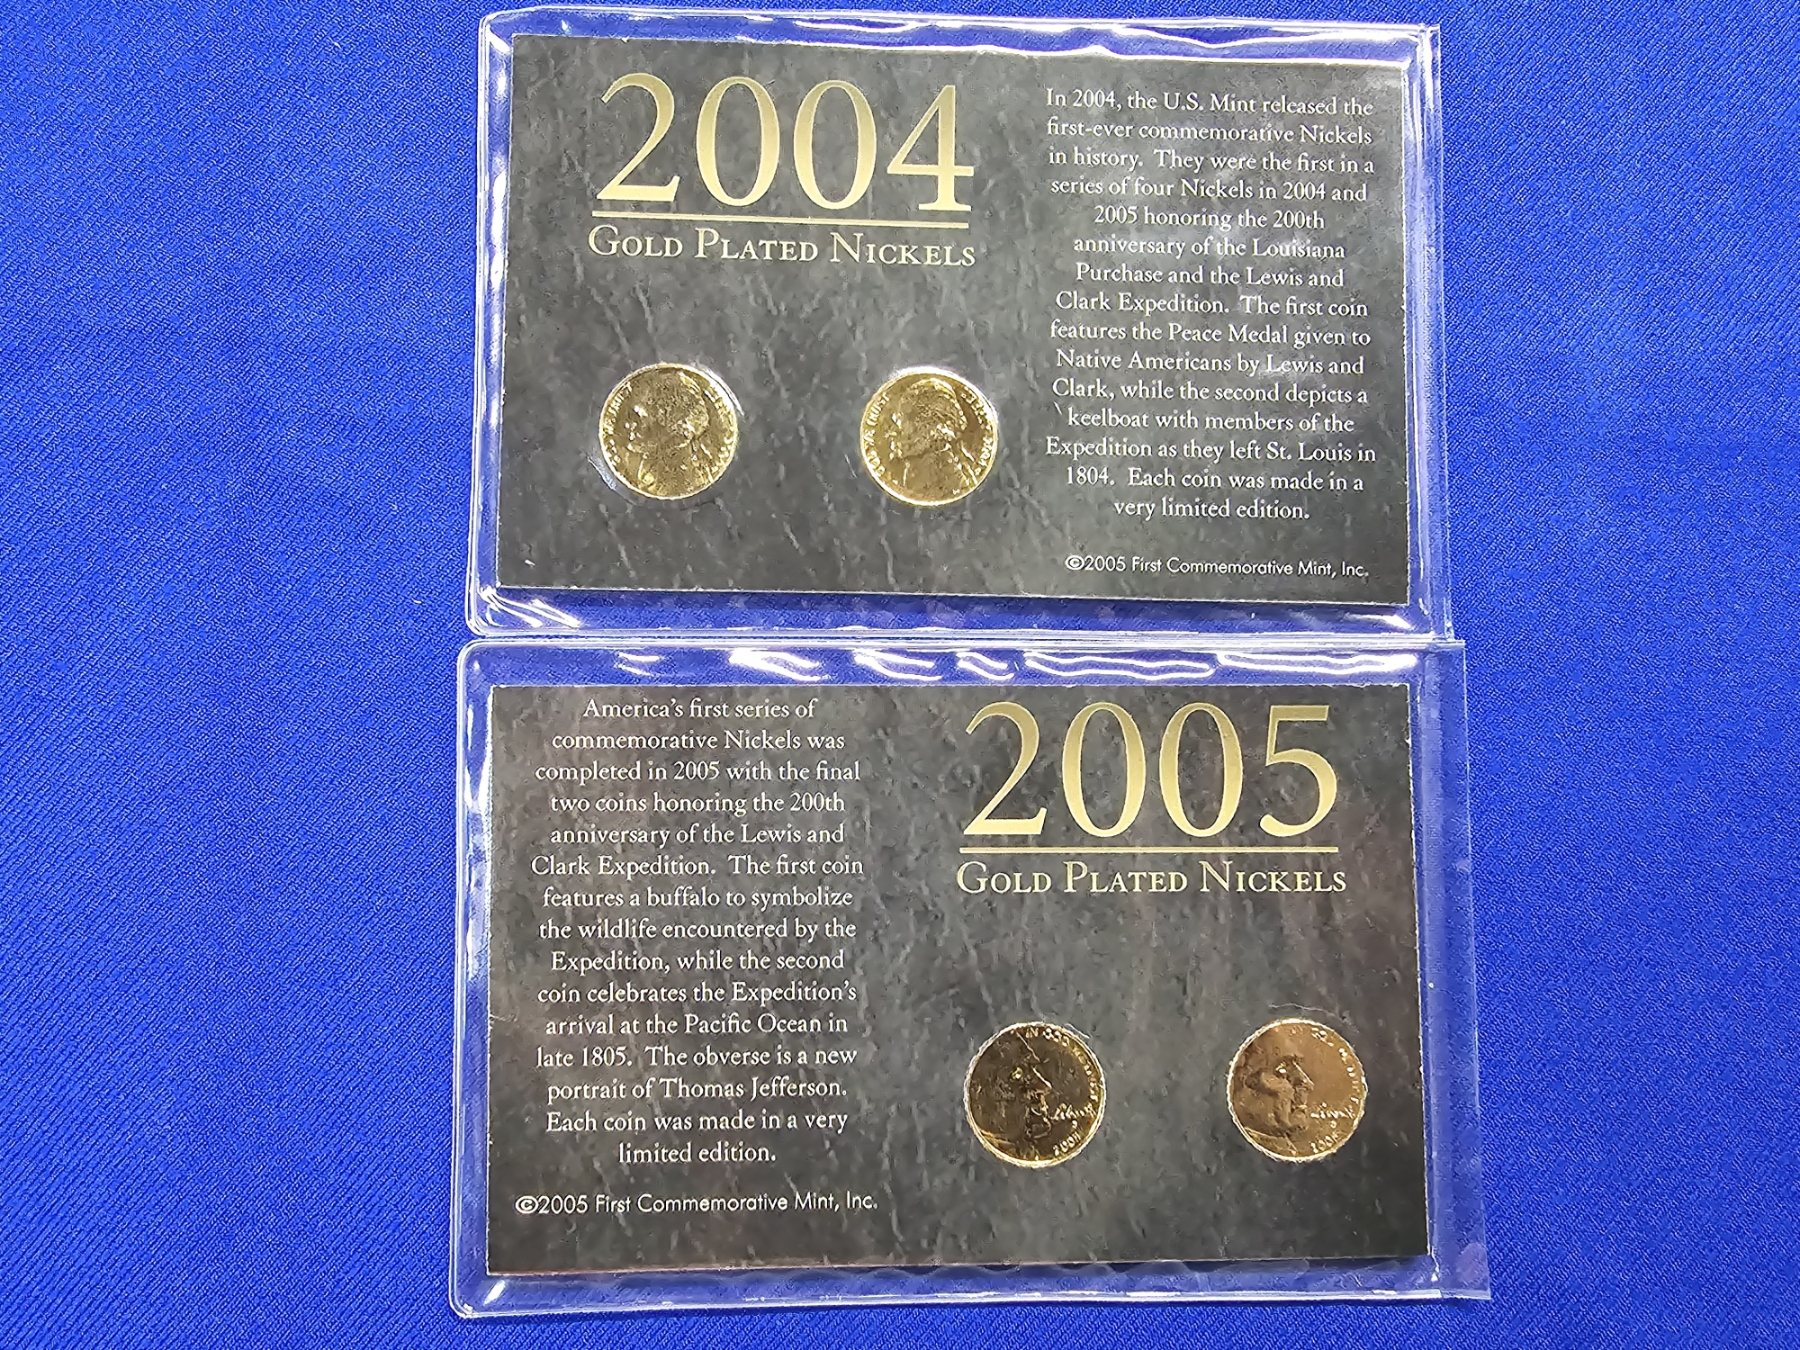 2004
GOLD PLATED NICKELS
In 2004, the U.S. Mint released the
first-ever commemorative Nickels
in history. They were the first in a
series of four Nickels in 2004 and
2005 honoring the 200th
anniversary of the Louisiana
Purchase and the Lewis and
Clark Expedition. The first coin
features the Peace Medal given to
Native Americans by Lewis and
Clark, while the second depicts a
keelboat with members of the
Expedition as they left St. Louis in
1804. Each coin was made in a
very limited edition.
©2005 First Commemorative Mint, Inc.
America's first series of
commemorative Nickels was
completed in 2005 with the final
two coins honoring the 200th
anniversary of the Lewis and
Clark Expedition. The first coin
features a buffalo to symbolize
the wildlife encountered by the
Expedition, while the second
coin celebrates the Expedition's
arrival at the Pacific Ocean in
late 1805. The obverse is a new
portrait of Thomas Jefferson.
Each coin was made in a very
limited edition.
©2005 First Commemorative Mint, Inc.
2005
GOLD PLATED NICKELS
Liberty